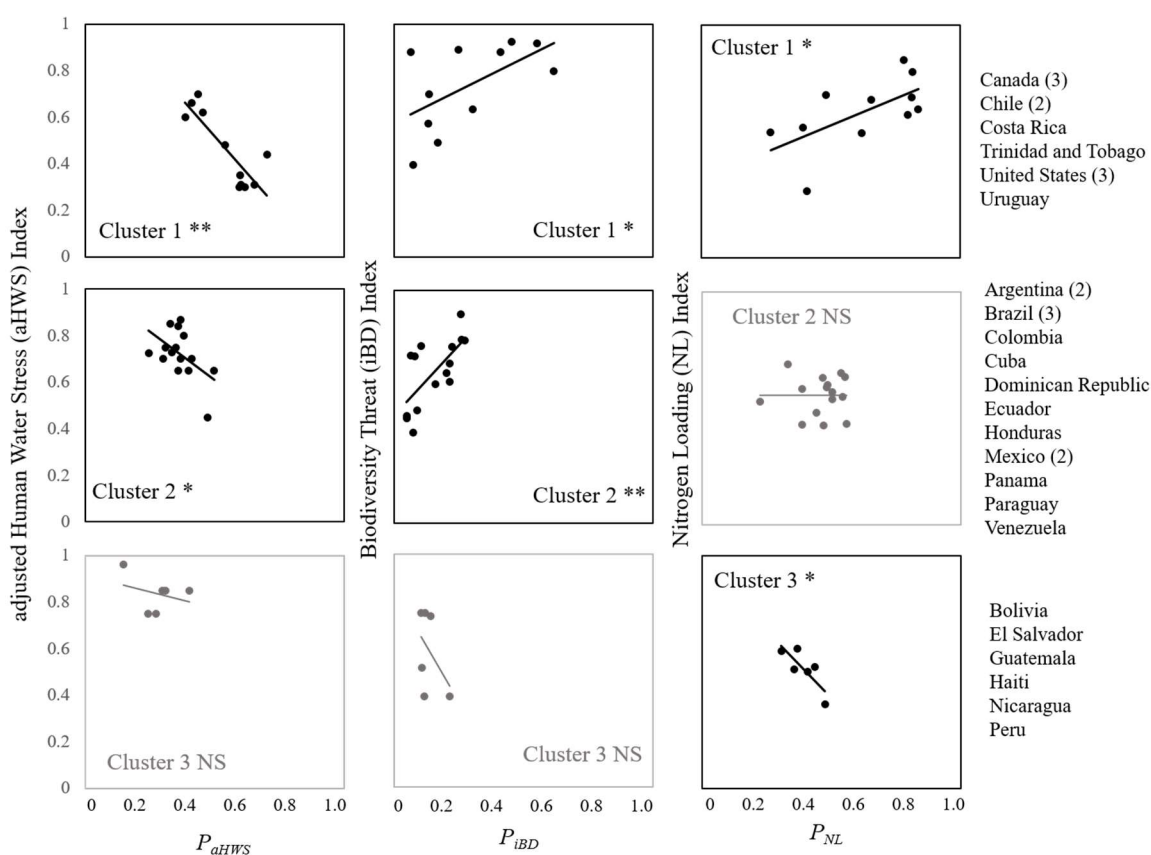 adjusted Human Water Stress (aHWS) Index
1
0.8
0.6
0.4
0.2
0
Cluster 1 **
Biodiversity Threat (iBD) Index
Cluster 1 *
Nitrogen Loading (NL) Index
Cluster 1 *
Canada (3)
Chile (2)
Costa Rica
Trinidad and Tobago
United States (3)
Uruguay
1
0.8
0.6
0.4
0.2
0
Cluster 2 *
Cluster 2 **
Cluster 2 NS
Argentina (2)
Brazil (3)
Colombia
Cuba
Dominican Republic
Ecuador
Honduras
Mexico (2)
Panama
Paraguay
Venezuela
1
0.8
0.6
0.4
0.2
0
Cluster 3 NS
Cluster 3 NS
Cluster 3 *
Bolivia
El Salvador
Guatemala
Haiti
Nicaragua
Peru
0 0.2 0.4 0.6 0.8 1.0
0 0.2 0.4 0.6 0.8 1.0
0 0.2 0.4 0.6 0.8 1.0
PaHWS
PiBD
PNL